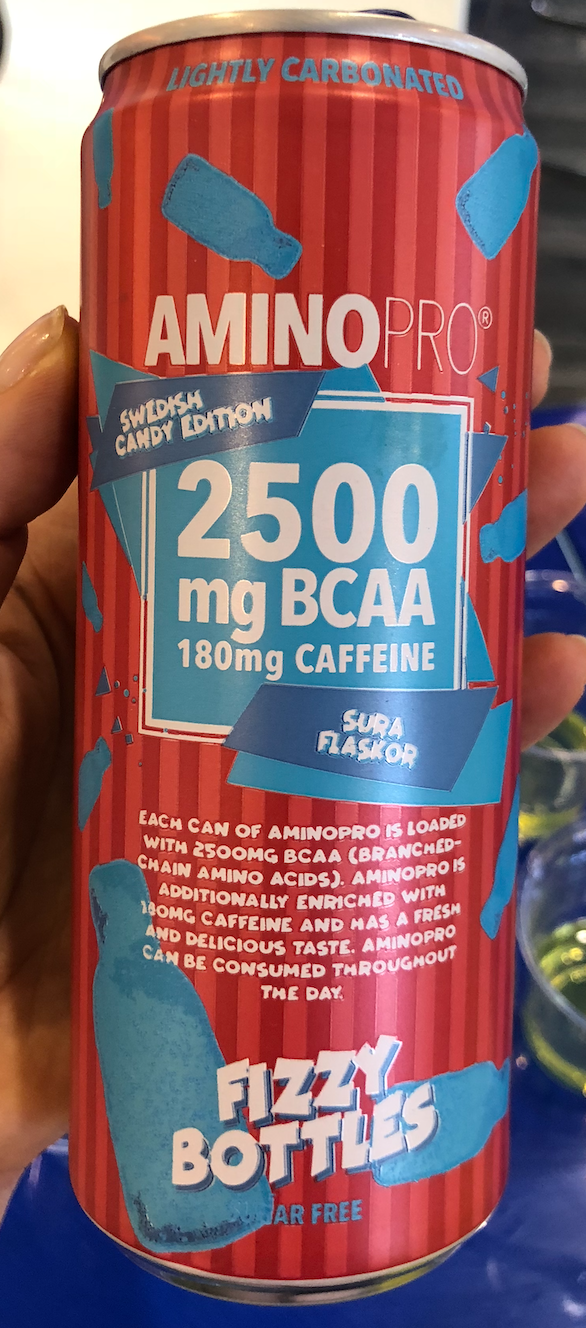 LIGHTLY CARBONATED
AMINOPRO®
SWEDISH
CANDY EDITION
2500
mg BCAA
180mg CAFFEINE
SURA
FLASKOR
EACH CAN OF AMINOPRO IS LOADED
WITH 2500MG BCAA (BRANCHED-
CHAIN AMINO ACIDS). AMINOPRO IS
ADDITIONALLY ENRICHED WITH
180MG CAFFEINE AND HAS A FRESH
AND DELICIOUS TASTE. AMINOPRO
CAN BE CONSUMED THROUGHOUT
THE DAY.
FIZZY
BOTTLES
FREE